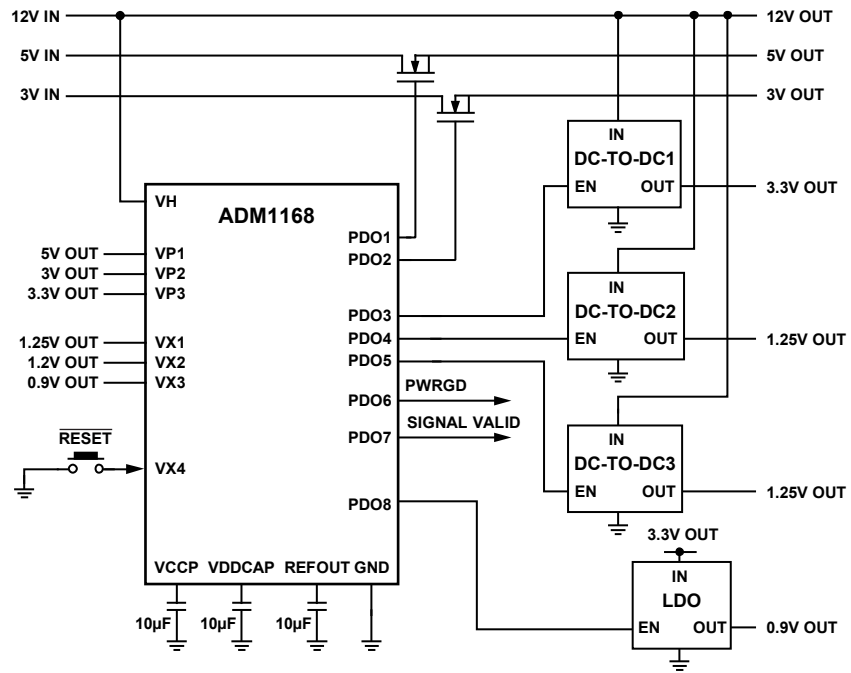 12V IN
12V OUT
5V IN
5V OUT
3V IN
3V OUT
IN
DC-TO-DC1
EN OUT
3.3V OUT
ADM1168
VH
PDO1
PDO2
5V OUT
VP1
3V OUT
VP2
3.3V OUT
VP3
PDO3
IN
DC-TO-DC2
EN OUT
1.25V OUT
1.25V OUT
VX1
1.2V OUT
VX2
0.9V OUT
VX3
PDO4
PDO5
PDO6
PWRGD
PDO7
SIGNAL VALID
RESET
VX4
IN
DC-TO-DC3
EN OUT
1.25V OUT
PDO8
3.3V OUT
IN
LDO
EN OUT
0.9V OUT
VCCP VDDCAP REFOUT GND
10µF 10µF 10µF